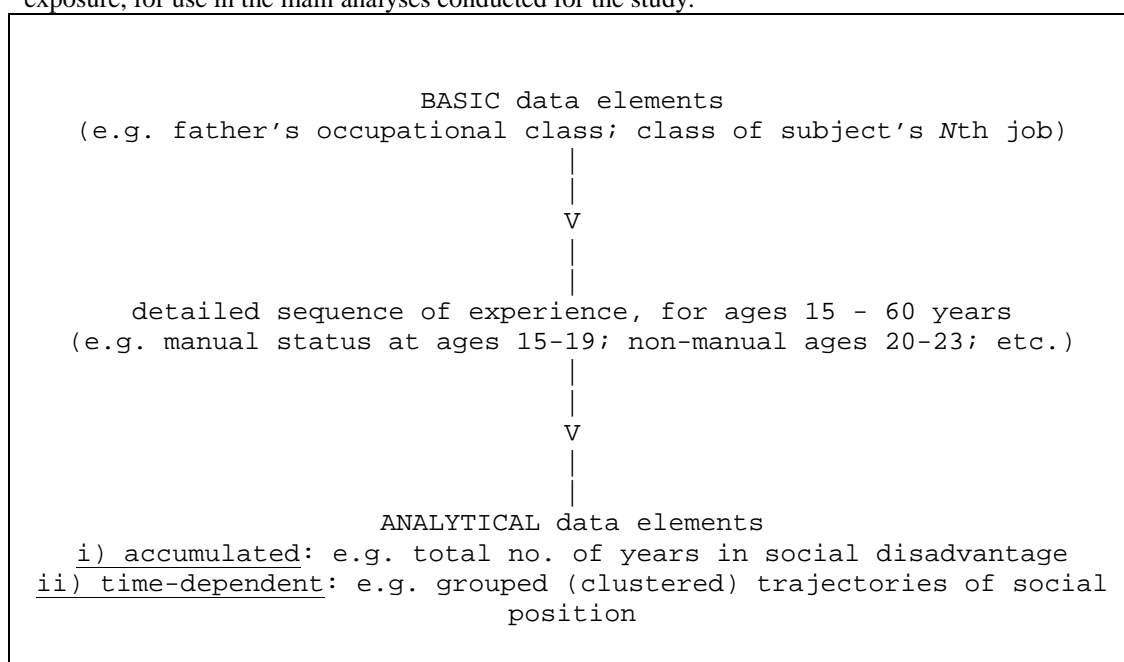 exposure, for use in the main analyses conducted for the study.
BASIC data elements
(e.g. father's occupational class; class of subject's Nth job)
|
|
V
|
|
detailed sequence of experience, for ages 15 - 60 years
(e.g. manual status at ages 15-19; non-manual ages 20-23; etc.)
|
|
V
|
|
ANALYTICAL data elements
i) accumulated: e.g. total no. of years in social disadvantage
ii) time-dependent: e.g. grouped (clustered) trajectories of social
position